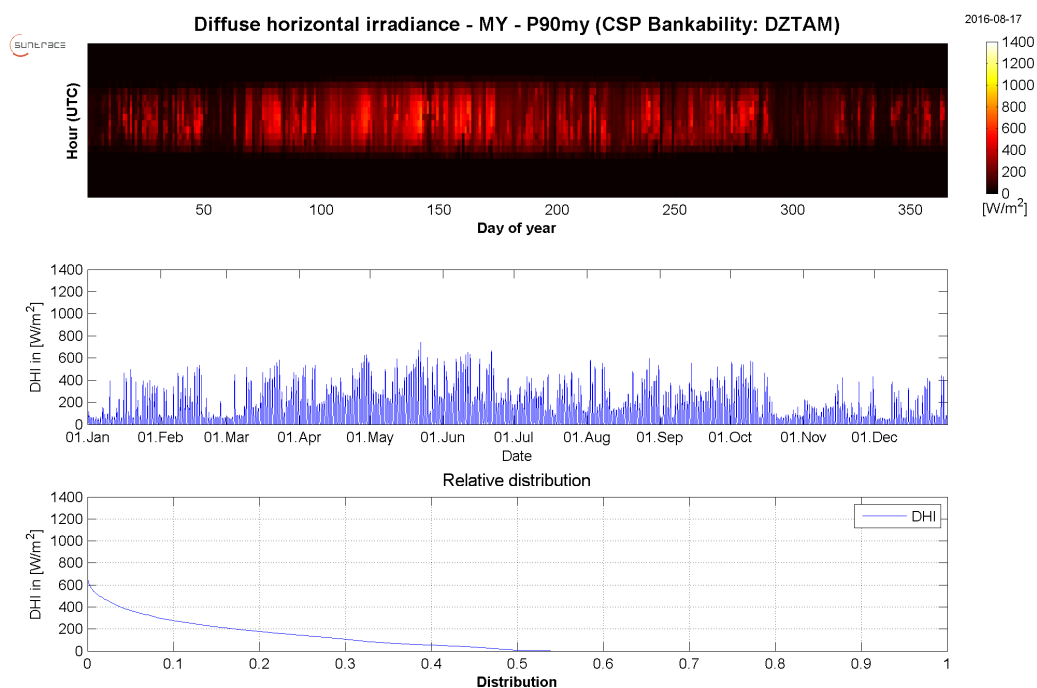 Diffuse horizontal irradiance - MY - P90my (CSP Bankability: DZTAM)
2016-08-17
suntrace
Hour (UTC)
1400
1200
1000
800
600
400
200
0
[W/m²]
50 100 150 200 250 300 350
Day of year
DHI in [W/m²]
1400
1200
1000
800
600
400
200
0
01.Jan 01.Feb 01.Mar 01.Apr 01.May 01.Jun 01.Jul 01.Aug 01.Sep 01.Oct 01.Nov 01.Dec
Date
Relative distribution
DHI in [W/m²]
1400
1200
1000
800
600
400
200
0
DHI
0 0.1 0.2 0.3 0.4 0.5 0.6 0.7 0.8 0.9 1
Distribution